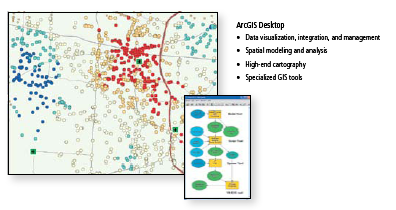 ArcGIS Desktop
• Data visualization, integration, and management
• Spatial modeling and analysis
• High-end cartography
• Specialized GIS tools